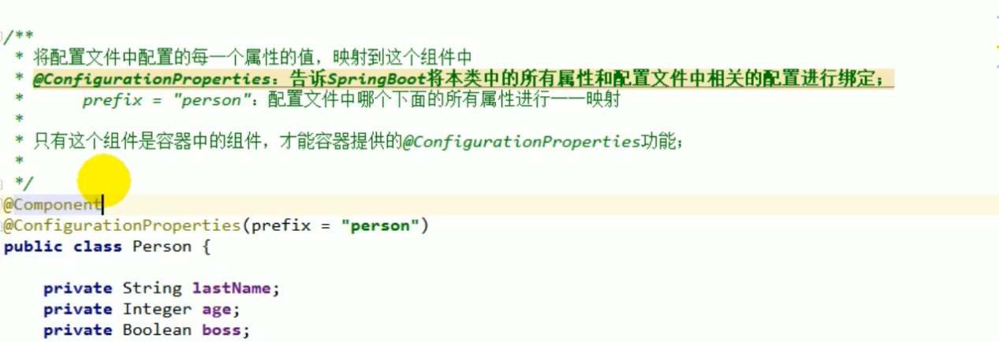 /**
* 将配置文件中配置的每一个属性的值，映射到这个组件中
* @ConfigurationProperties：告诉SpringBoot将本类中的所有属性和配置文件中相关的配置进行绑定；
* prefix = "person"：配置文件中哪个下面的所有属性进行一一映射
*
* 只有这个组件是容器中的组件，才能容器提供的@ConfigurationProperties功能；
*
*/
@Component
@ConfigurationProperties(prefix = "person")
public class Person {
private String lastName;
private Integer age;
private Boolean boss;